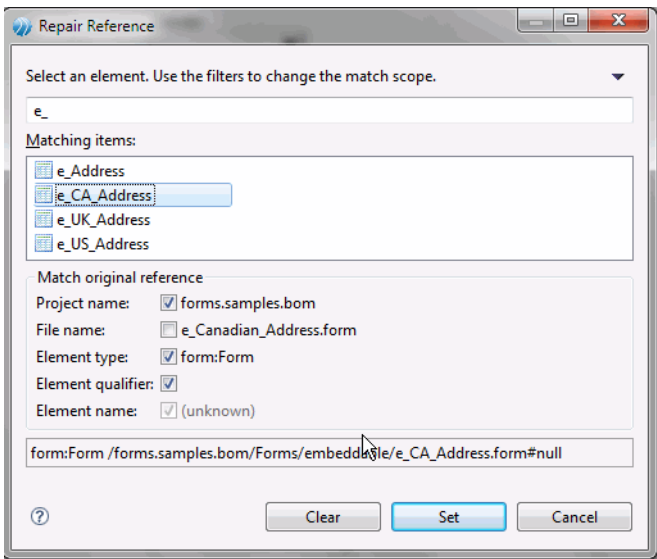 Repair Reference
Select an element. Use the filters to change the match scope.
e_
Matching items:
e_Address
e_CA_Address
e_UK_Address
e_US_Address
Match original reference
Project name: forms.samples.bom
File name: e_Canadian_Address.form
Element type: form:Form
Element qualifier:
Element name: (unknown)
form:Form /forms.samples.bom/Forms/embeddable/e_CA_Address.form#null
? Clear Set Cancel